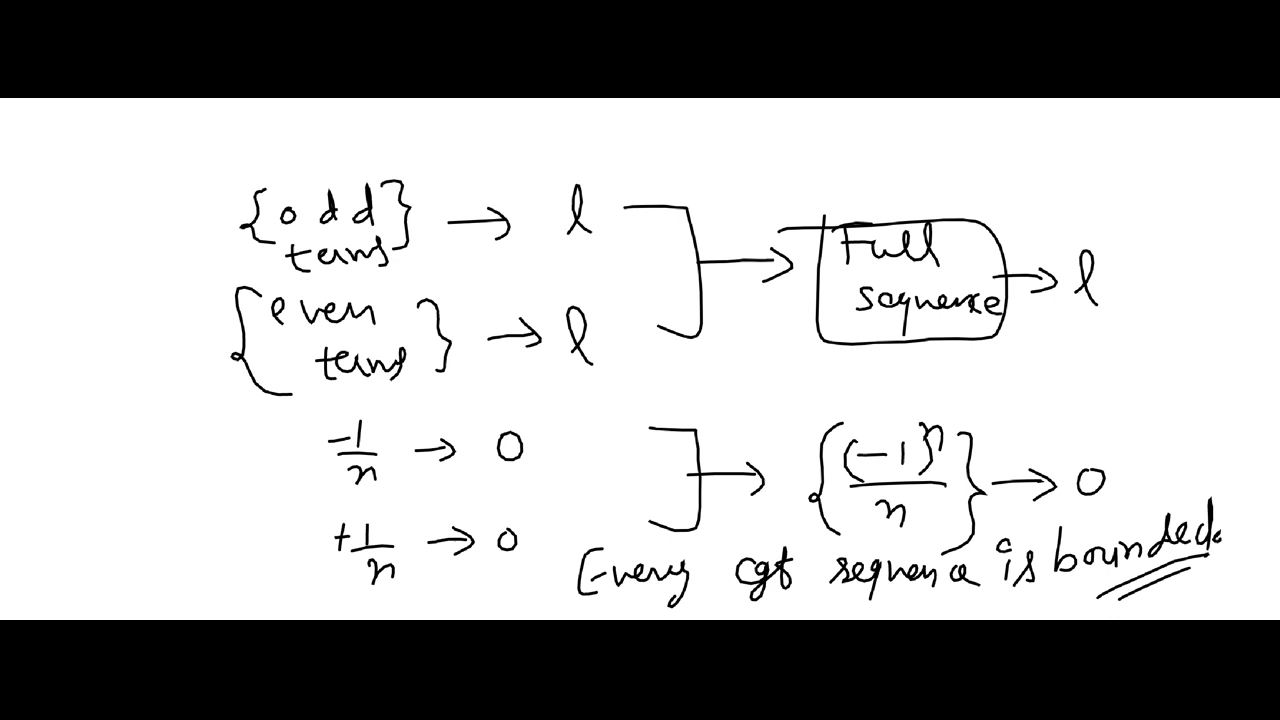 {odd terms} → l
{even terms} → l
Full sequence → l
-1/n → 0
+1/n → 0
{(-1)^n/n} → 0
Every cgt sequence is bounded.